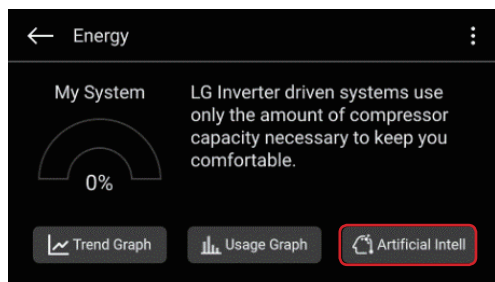 Energy
My System
0%
LG Inverter driven systems use
only the amount of compressor
capacity necessary to keep you
comfortable.
Trend Graph
Usage Graph
Artificial Intell